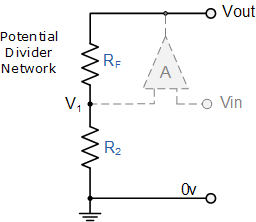 Vout
Potential
Divider
Network
RF
A
V1
Vin
R2
0v